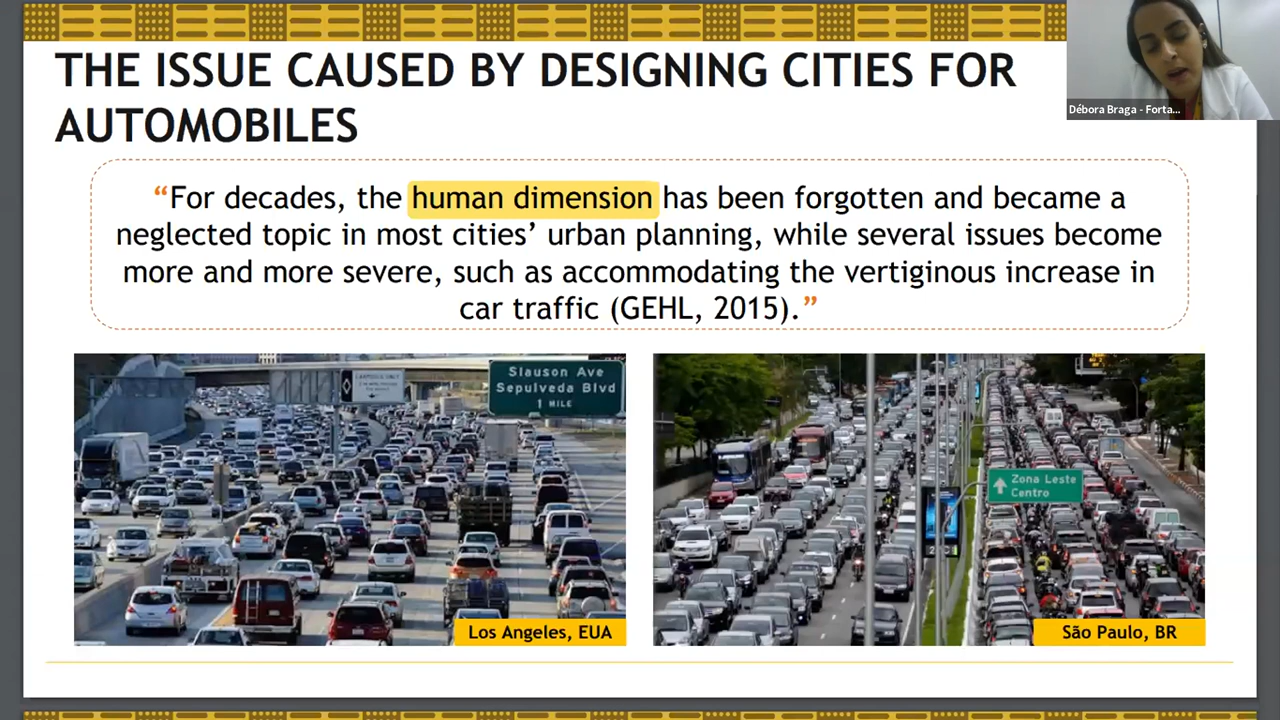 THE ISSUE CAUSED BY DESIGNING CITIES FOR
AUTOMOBILES
Débora Braga - Forta...
“For decades, the human dimension has been forgotten and became a
neglected topic in most cities’ urban planning, while several issues become
more and more severe, such as accommodating the vertiginous increase in
car traffic (GEHL, 2015).”
Slauson Ave
Sepulveda Blvd
1 MILE
Los Angeles, EUA
Zona Leste
Centro
São Paulo, BR